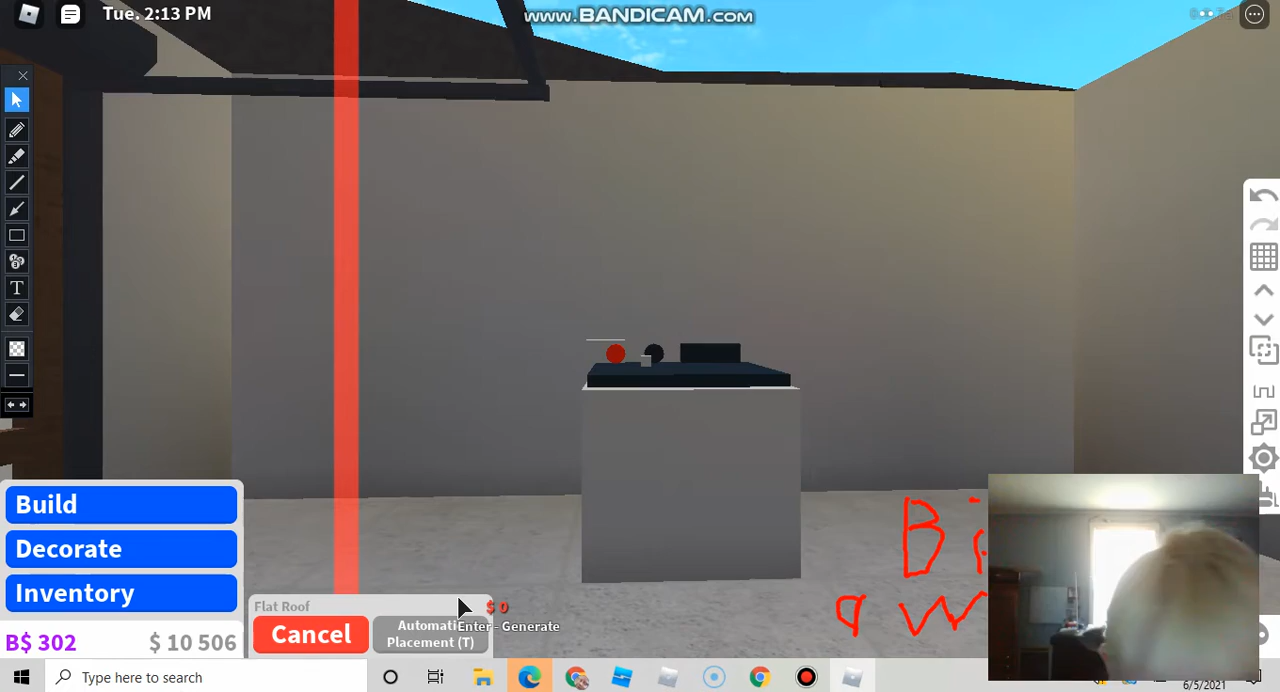 Tue. 2:13 PM
www.BANDICAM.com
T
Build
Decorate
Inventory
B$ 302
$ 10 506
Flat Roof
$ 0
Cancel
Placement (T)
Enter - Generate
Bi
a w
Type here to search
6/5/2021